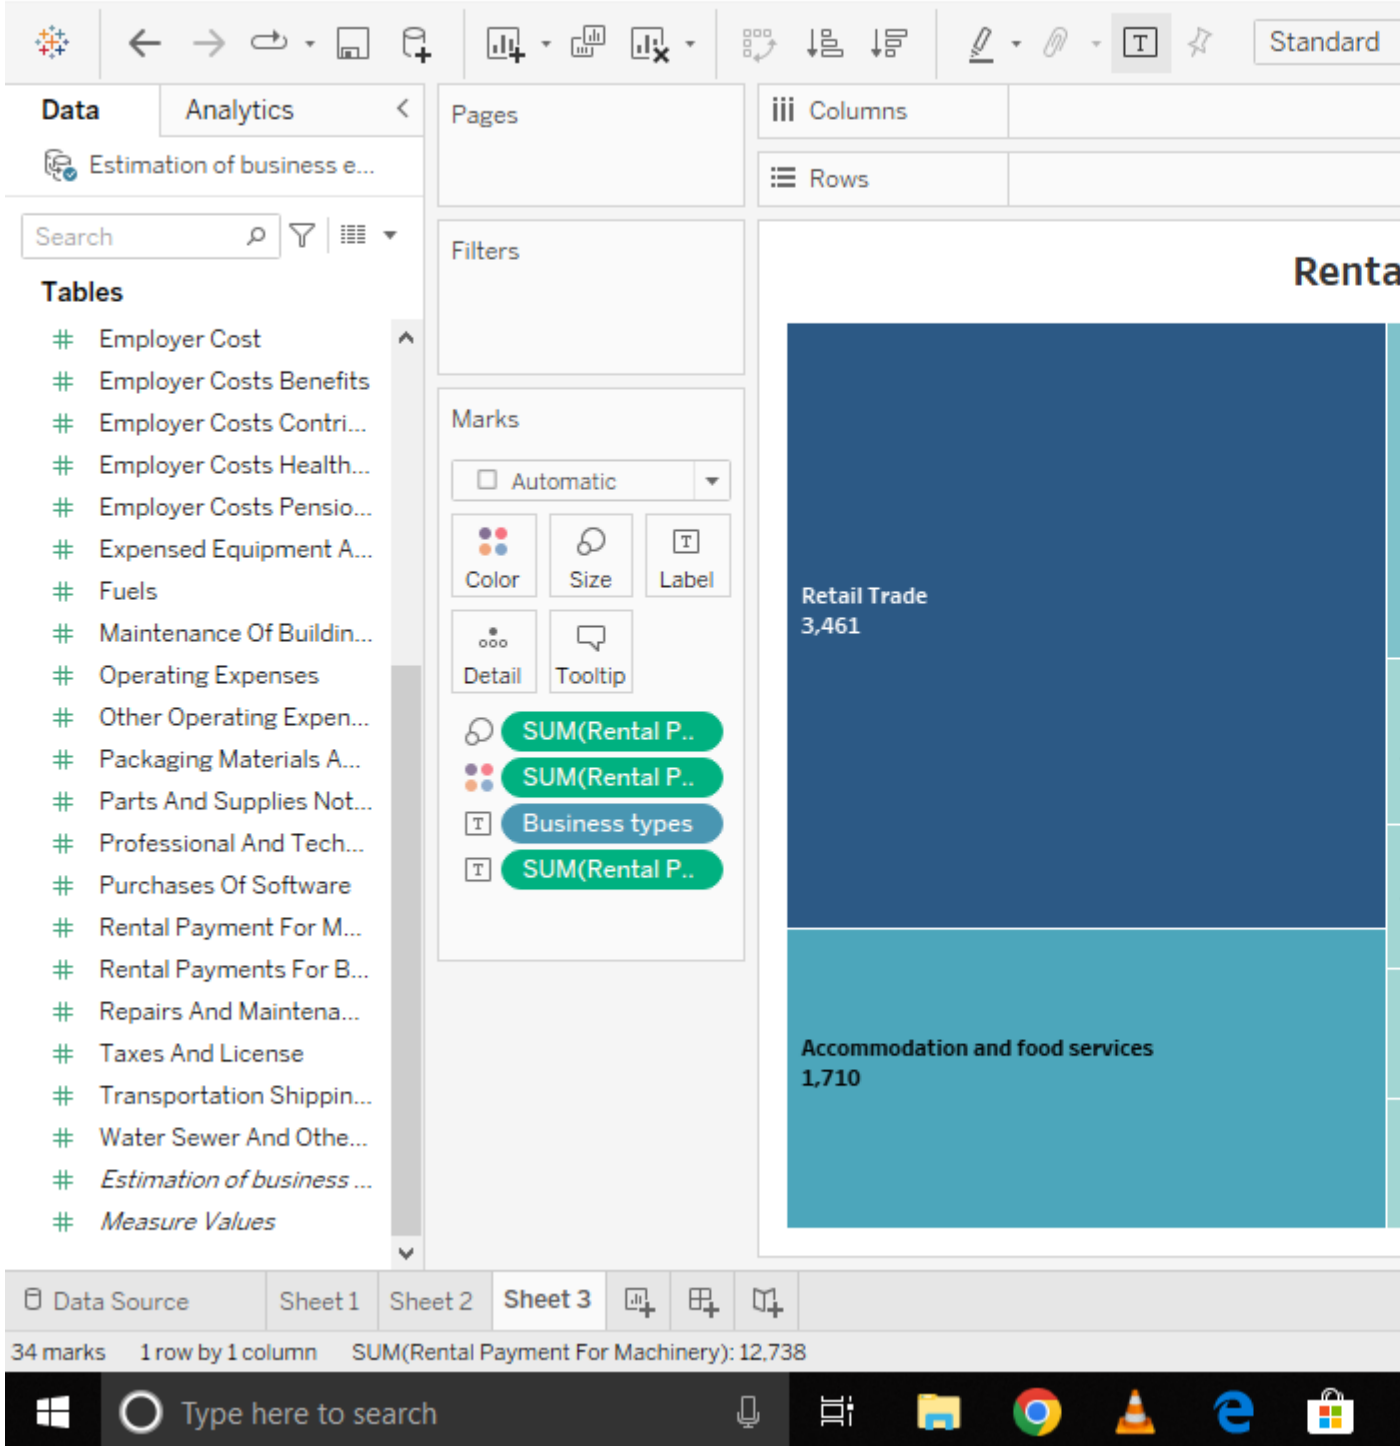 Standard
Data
Analytics
Estimation of business e...
Search
Tables
Employer Cost
Employer Costs Benefits
Employer Costs Contri...
Employer Costs Health...
Employer Costs Pensio...
Expensed Equipment A...
Fuels
Maintenance Of Buildin...
Operating Expenses
Other Operating Expen...
Packaging Materials A...
Parts And Supplies Not...
Professional And Tech...
Purchases Of Software
Rental Payment For M...
Rental Payments For B...
Repairs And Maintena...
Taxes And License
Transportation Shippin...
Water Sewer And Othe...
Estimation of business ...
Measure Values
Pages
Filters
Marks
Automatic
Color
Size
Label
Detail
Tooltip
SUM(Rental P..
SUM(Rental P..
Business types
SUM(Rental P..
Columns
Rows
Renta
Retail Trade
3,461
Accommodation and food services
1,710
Data Source
Sheet 1
Sheet 2
Sheet 3
34 marks
1 row by 1 column
SUM(Rental Payment For Machinery): 12,738
Type here to search